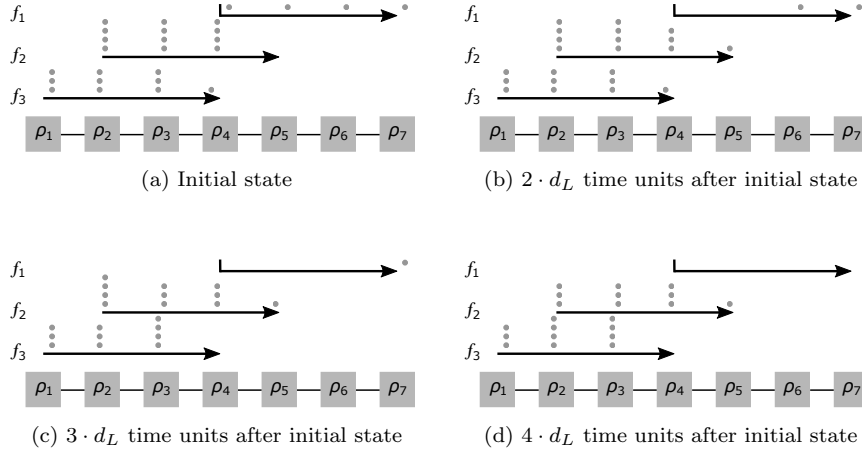 f₁ f₁
f₂ f₂
f₃ f₃
ρ₁ ρ₂ ρ₃ ρ₄ ρ₅ ρ₆ ρ₇ ρ₁ ρ₂ ρ₃ ρ₄ ρ₅ ρ₆ ρ₇
(a) Initial state (b) 2 · d_L time units after initial state
f₁ f₁
f₂ f₂
f₃ f₃
ρ₁ ρ₂ ρ₃ ρ₄ ρ₅ ρ₆ ρ₇ ρ₁ ρ₂ ρ₃ ρ₄ ρ₅ ρ₆ ρ₇
(c) 3 · d_L time units after initial state (d) 4 · d_L time units after initial state